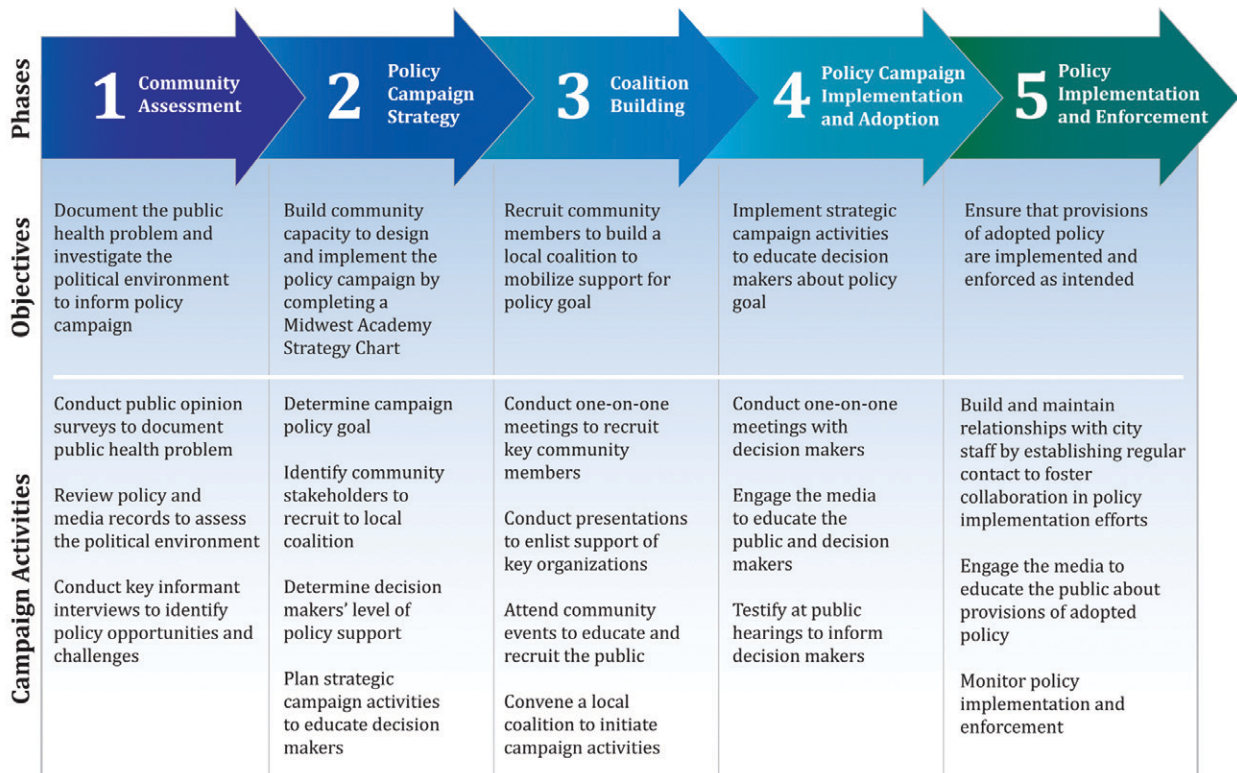 Phases
1 Community
Assessment
2 Policy
Campaign
Strategy
3 Coalition
Building
4 Policy Campaign
Implementation
and Adoption
5 Policy
Implementation
and Enforcement
Objectives
Document the public
health problem and
investigate the
political environment
to inform policy
campaign
Build community
capacity to design
and implement the
policy campaign by
completing a
Midwest Academy
Strategy Chart
Recruit community
members to build a
local coalition to
mobilize support for
policy goal
Implement strategic
campaign activities
to educate decision
makers about policy
goal
Ensure that provisions
of adopted policy
are implemented and
enforced as intended
Campaign Activities
Conduct public opinion
surveys to document
public health problem
Review policy and
media records to assess
the political environment
Conduct key informant
interviews to identify
policy opportunities and
challenges
Determine campaign
policy goal
Identify community
stakeholders to
recruit to local
coalition
Determine decision
makers’ level of
policy support
Plan strategic
campaign activities
to educate decision
makers
Conduct one-on-one
meetings to recruit
key community
members
Conduct presentations
to enlist support of
key organizations
Attend community
events to educate and
recruit the public
Convene a local
coalition to initiate
campaign activities
Conduct one-on-one
meetings with
decision makers
Engage the media
to educate the
public and decision
makers
Testify at public
hearings to inform
decision makers
Build and maintain
relationships with city
staff by establishing regular
contact to foster
collaboration in policy
implementation efforts
Engage the media to
educate the public about
provisions of adopted
policy
Monitor policy
implementation and
enforcement